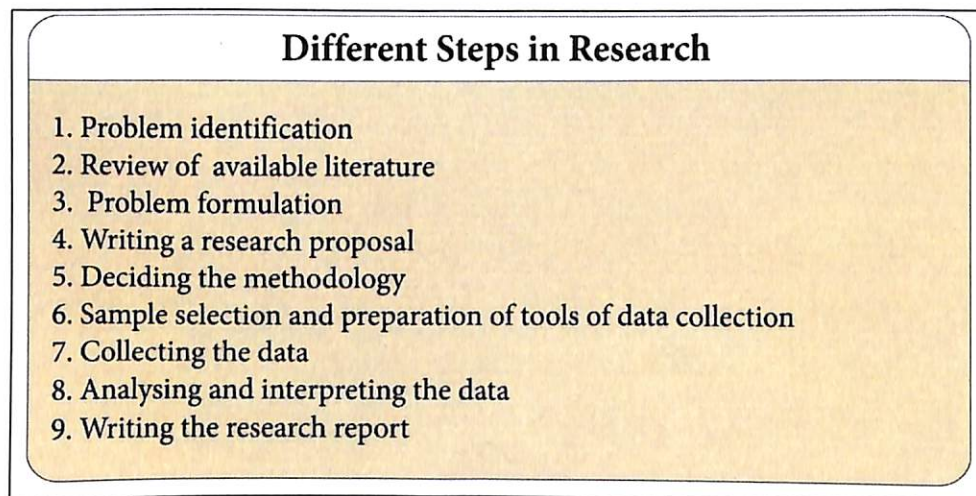 Different Steps in Research
1. Problem identification
2. Review of available literature
3. Problem formulation
4. Writing a research proposal
5. Deciding the methodology
6. Sample selection and preparation of tools of data collection
7. Collecting the data
8. Analysing and interpreting the data
9. Writing the research report